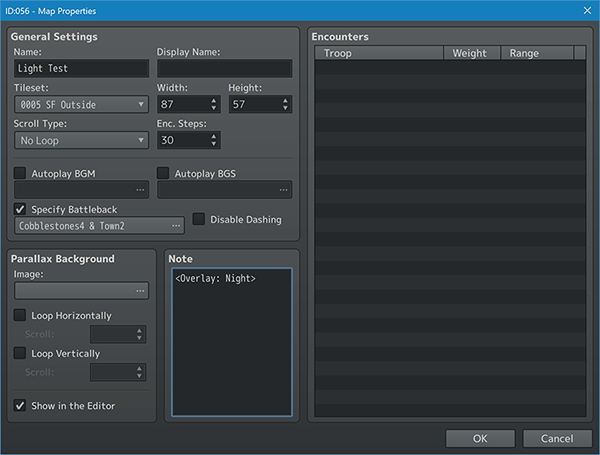 ID:056 - Map Properties
General Settings
Name:
Display Name:
Light Test
Tileset:
Width:
Height:
0005 SF Outside
87
57
Scroll Type:
Enc. Steps:
No Loop
30
Autoplay BGM
Autoplay BGS
...
...
Specify Battleback
Cobblestones4 & Town2
...
Disable Dashing
Parallax Background
Image:
...
Loop Horizontally
Scroll:
Loop Vertically
Scroll:
Show in the Editor
Note
<Overlay: Night>
Encounters
Troop
Weight
Range
OK
Cancel